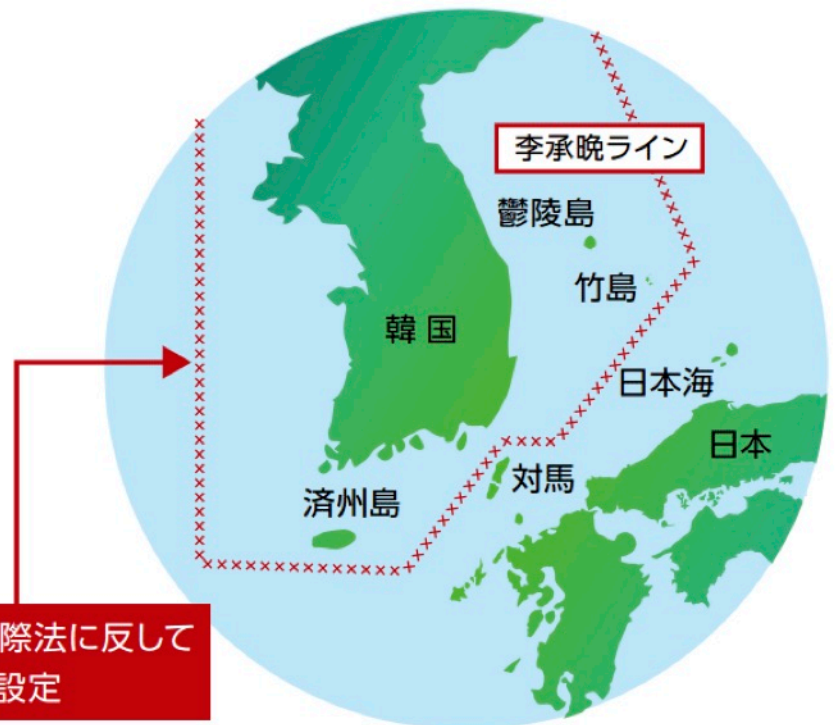 李承晩ライン
鬱陵島
竹島
韓国
日本海
日本
対馬
済州島
際法に反して
設定